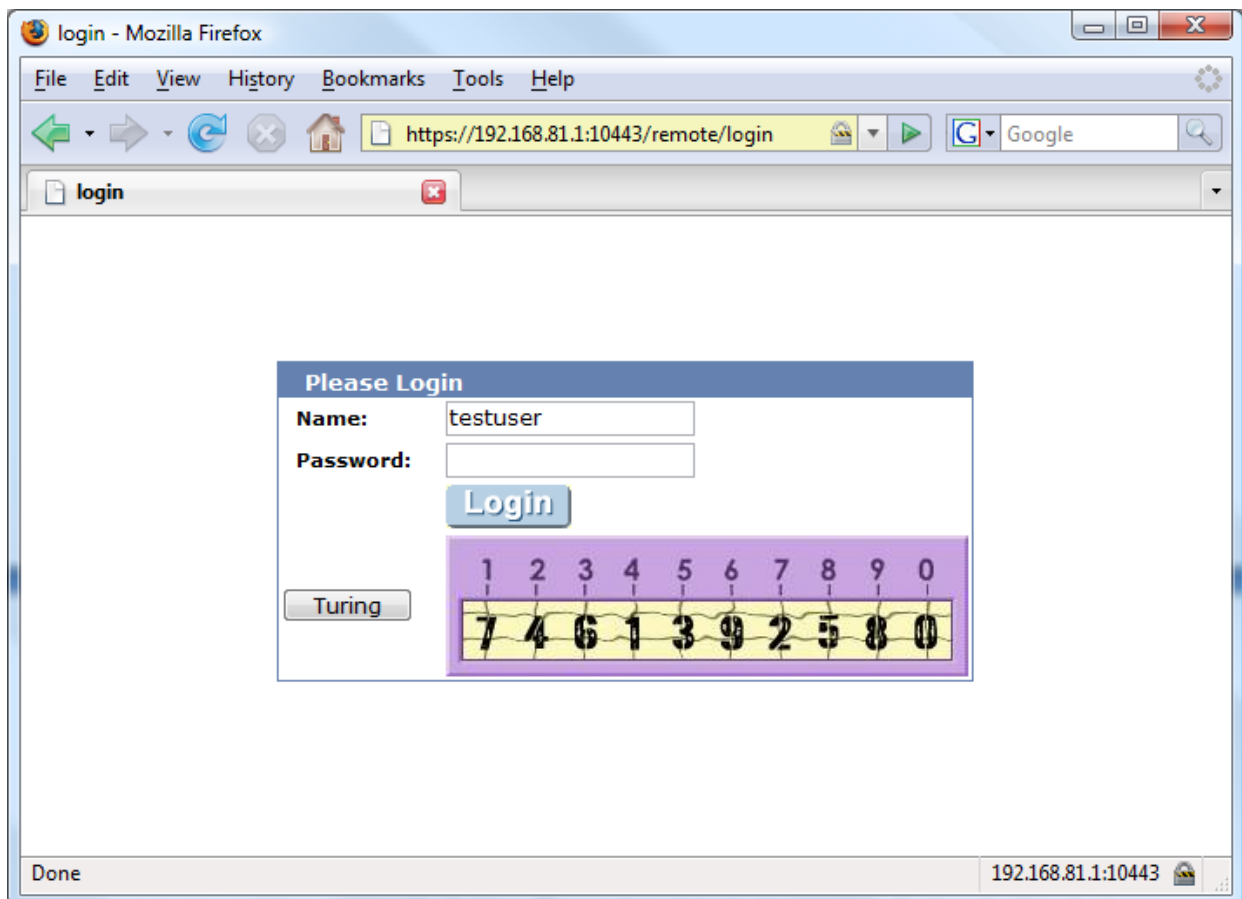 login - Mozilla Firefox
File Edit View History Bookmarks Tools Help
https://192.168.81.1:10443/remote/login G Google
login
Please Login
Name: testuser
Password:
Login
1 2 3 4 5 6 7 8 9 0
Turing
7 4 6 1 3 9 2 5 8 0
Done 192.168.81.1:10443